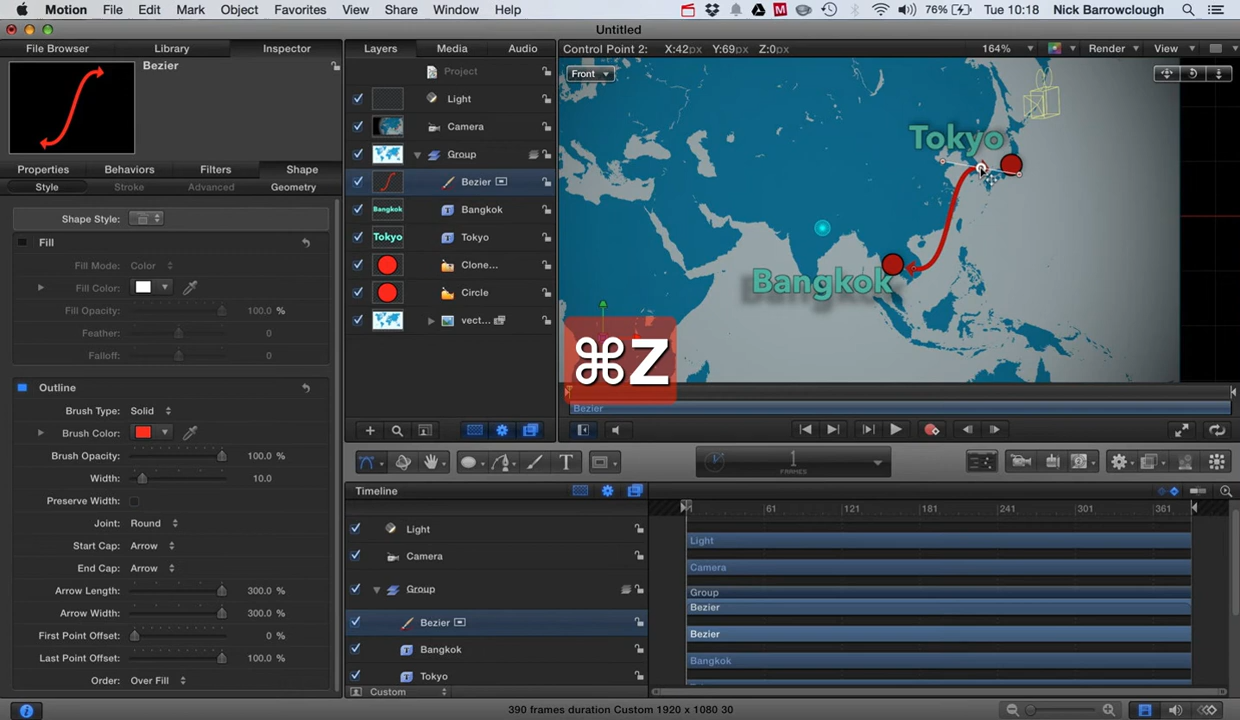 Motion File Edit Mark Object Favorites View Share Window Help 76% Tue 10:18 Nick Barrowclough
Untitled
File Browser Library Inspector Layers Media Audio Control Point 2: X:42px Y:69px Z:0px 164% Render View
Bezier
Project
Front
Light
Camera
Group
Properties Behaviors Filters Shape
Style Stroke Advanced Geometry
Bezier
Bangkok Bangkok
Tokyo Tokyo
Clone...
Circle
vect...
Tokyo
Bangkok
⌘Z
Bezier
Shape Style:
Fill
Fill Mode: Color
Fill Color:
Fill Opacity: 100.0 %
Feather: 0
Falloff: 0
Outline
Brush Type: Solid
Brush Color:
Brush Opacity: 100.0 %
Width: 10.0
Preserve Width:
Joint: Round
Start Cap: Arrow
End Cap: Arrow
Arrow Length: 300.0 %
Arrow Width: 300.0 %
First Point Offset: 0 %
Last Point Offset: 100.0 %
Order: Over Fill
T
1
FRAMES
Timeline
1 61 121 181 241 301 361
Light Light
Camera Camera
Group Group
Bezier
Bezier Bezier
Bangkok Bangkok
Tokyo
Custom
390 frames duration Custom 1920 x 1080 30